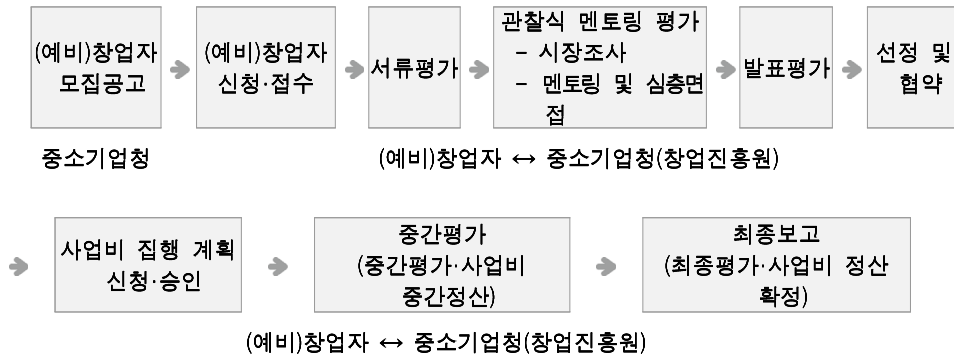 (예비)창업자
모집공고
(예비)창업자
신청·접수
서류평가
관찰식 멘토링 평가
- 시장조사
- 멘토링 및 심층면
접
발표평가
선정 및
협약
중소기업청
(예비)창업자 ↔ 중소기업청(창업진흥원)
사업비 집행 계획
신청·승인
중간평가
(중간평가·사업비
중간정산)
최종보고
(최종평가·사업비 정산
확정)
(예비)창업자 ↔ 중소기업청(창업진흥원)